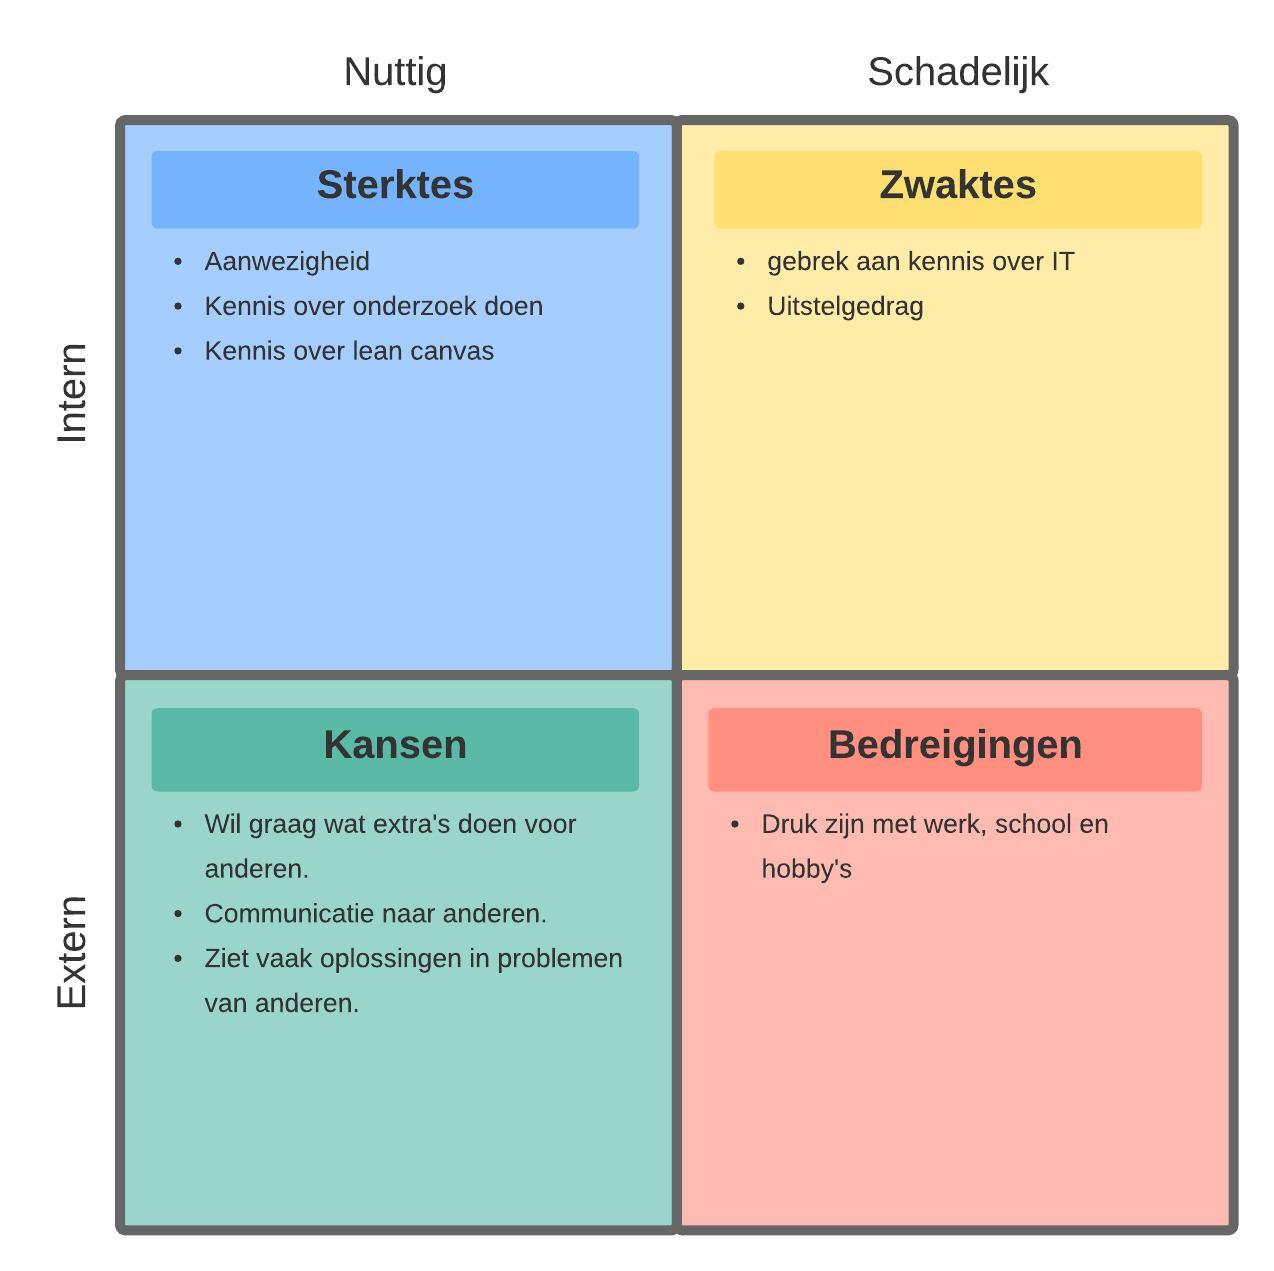 Nuttig
Schadelijk
Intern
Sterktes
• Aanwezigheid
• Kennis over onderzoek doen
• Kennis over lean canvas
Zwaktes
• gebrek aan kennis over IT
• Uitstelgedrag
Extern
Kansen
• Wil graag wat extra's doen voor
anderen.
• Communicatie naar anderen.
• Ziet vaak oplossingen in problemen
van anderen.
Bedreigingen
• Druk zijn met werk, school en
hobby's